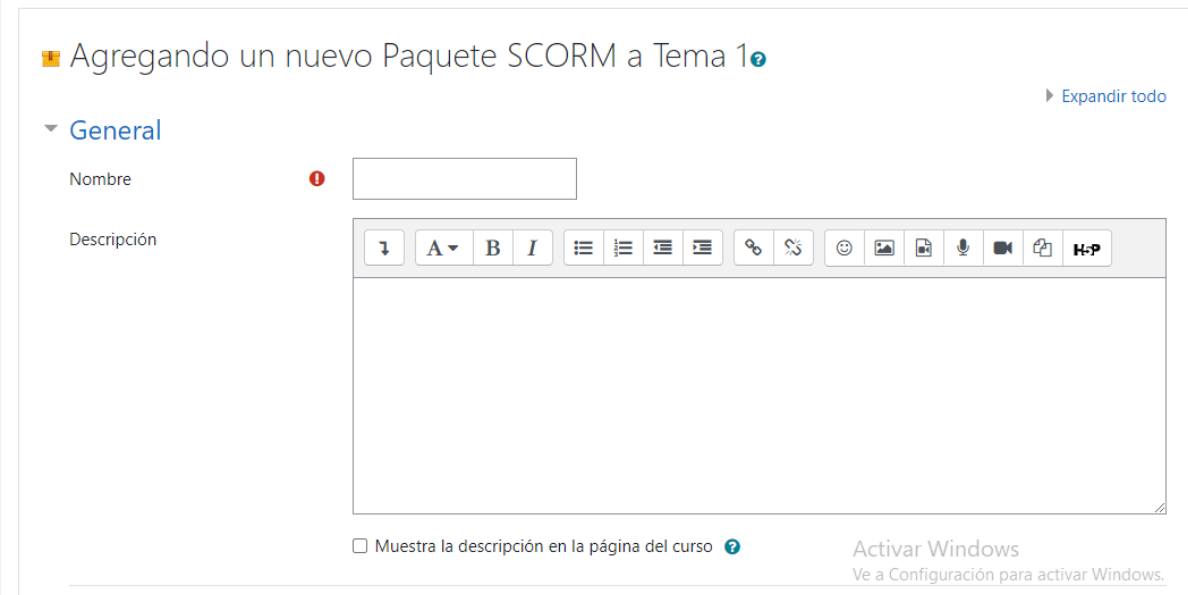 Agregando un nuevo Paquete SCORM a Tema 1
Expandir todo
General
Nombre
Descripción
A B I H-P
Muestra la descripción en la página del curso
Activar Windows
Ve a Configuración para activar Windows.